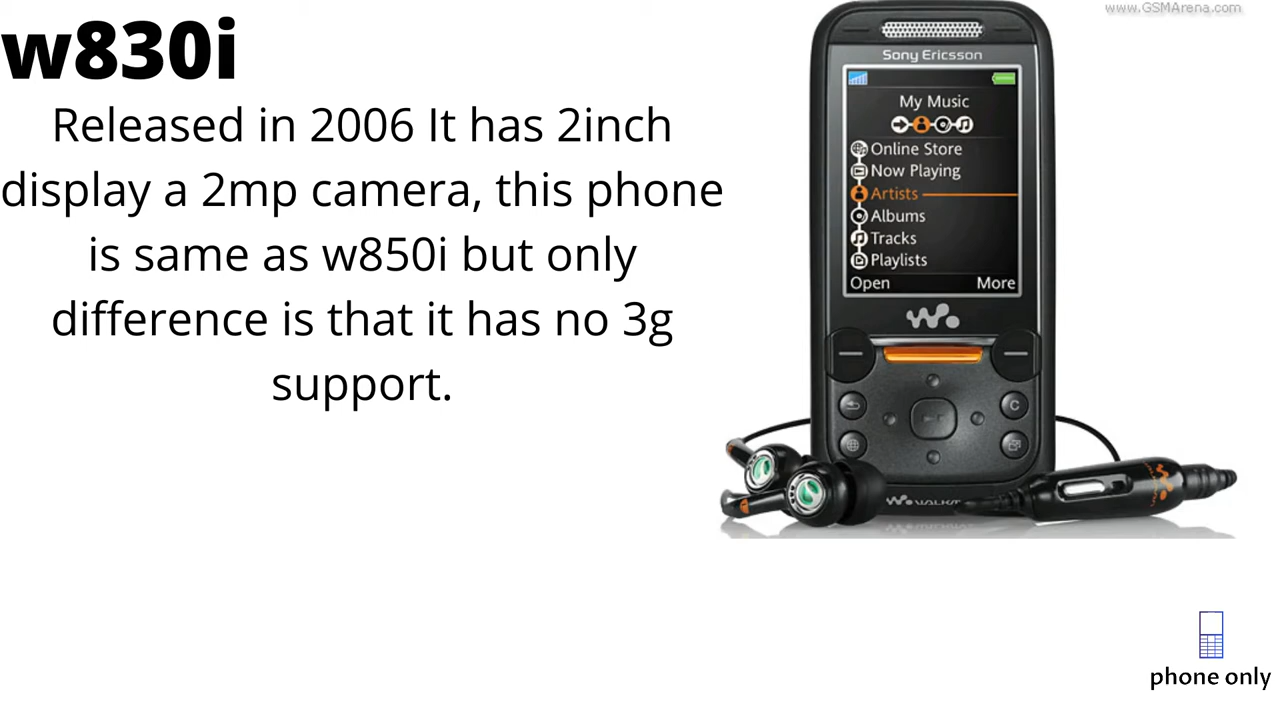 www.GSMArena.com
w830i
Released in 2006 It has 2inch
display a 2mp camera, this phone
is same as w850i but only
difference is that it has no 3g
support.
Sony Ericsson
My Music
Online Store
Now Playing
Artists
Albums
Tracks
Playlists
Open More
C
phone only